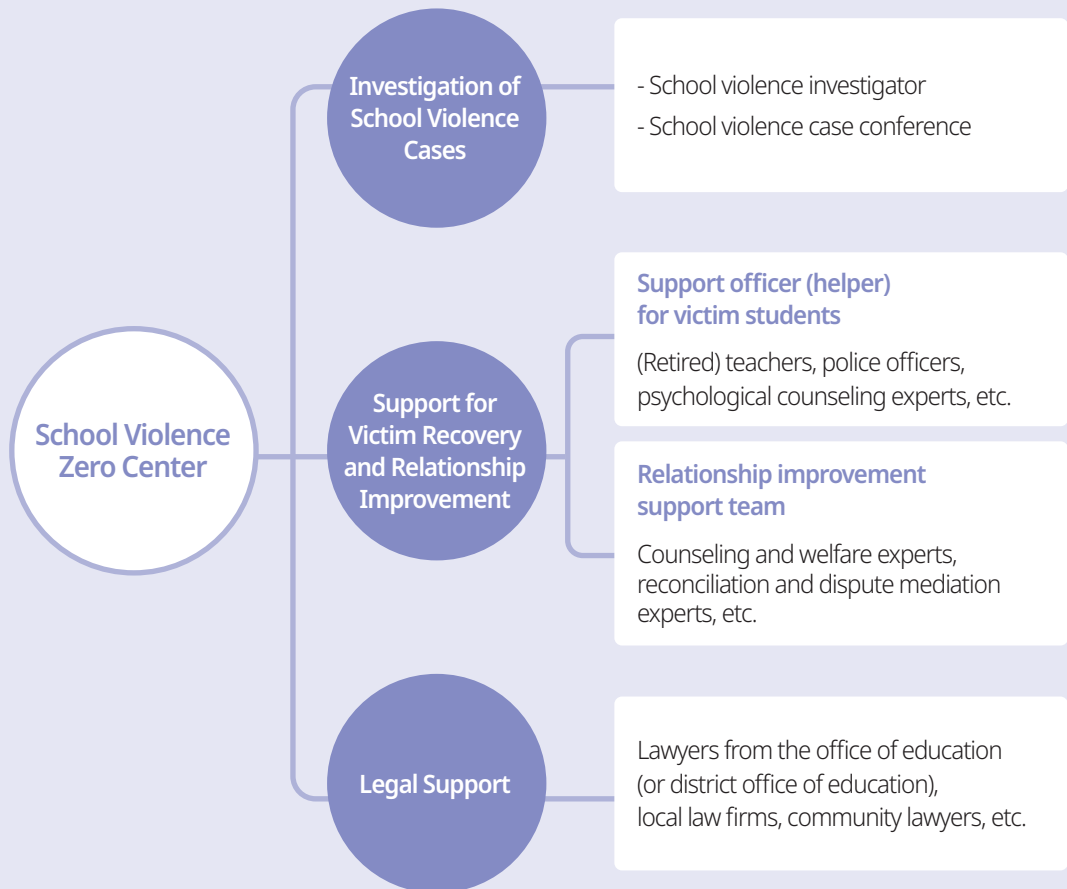 School Violence
Zero Center
Investigation of
School Violence
Cases
- School violence investigator
- School violence case conference
Support for
Victim Recovery
and Relationship
Improvement
Support officer (helper)
for victim students
(Retired) teachers, police officers,
psychological counseling experts, etc.
Relationship improvement
support team
Counseling and welfare experts,
reconciliation and dispute mediation
experts, etc.
Legal Support
Lawyers from the office of education
(or district office of education),
local law firms, community lawyers, etc.